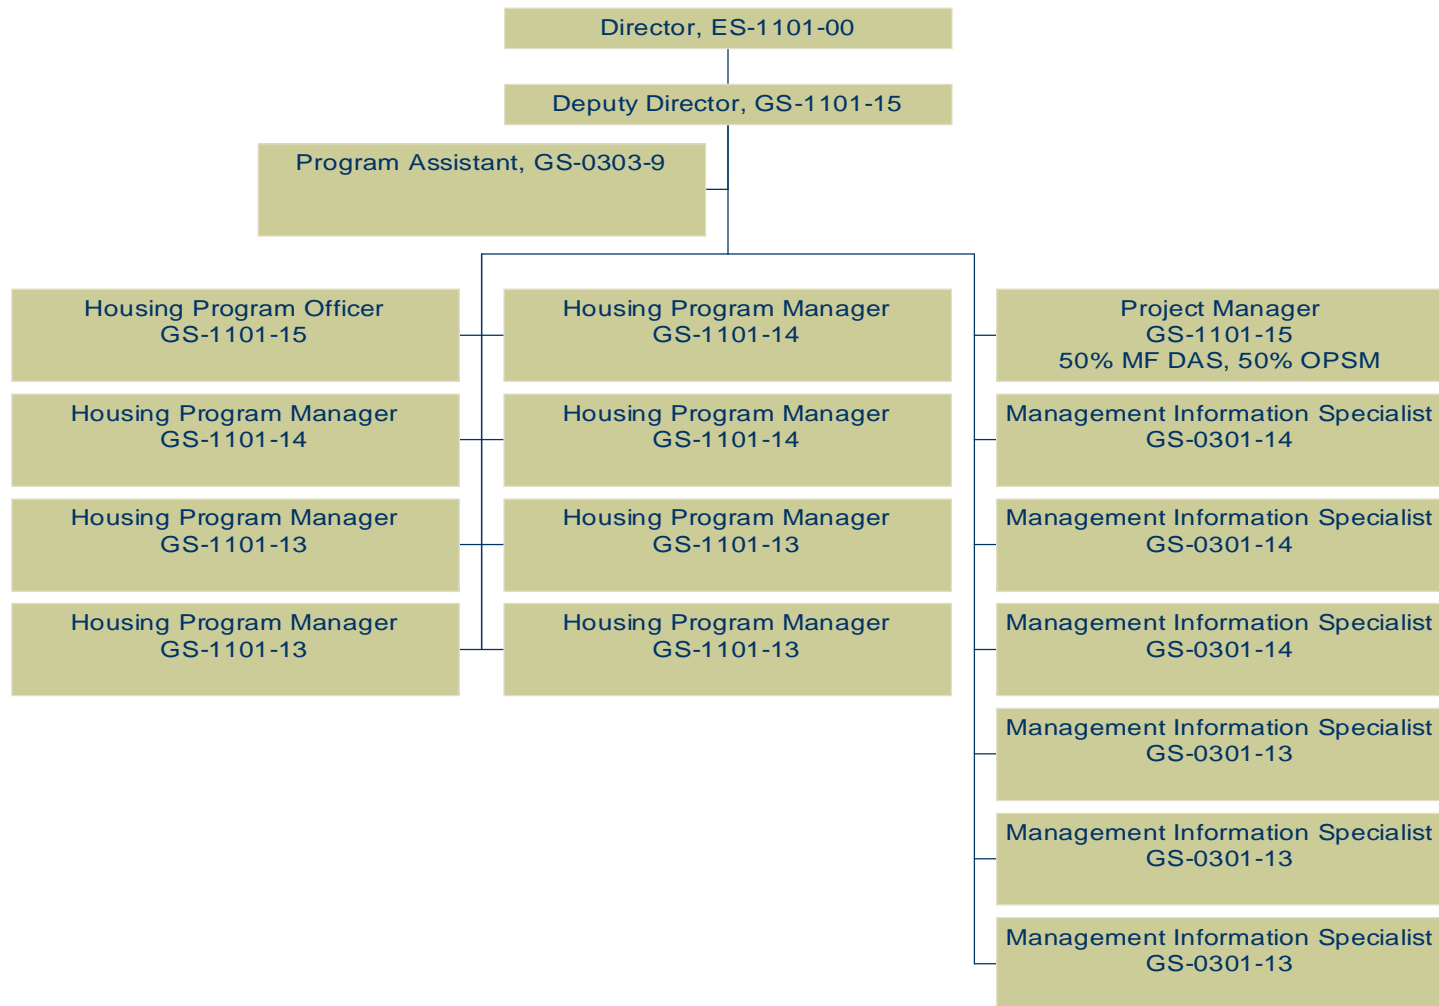 Director, ES-1101-00
Deputy Director, GS-1101-15
Program Assistant, GS-0303-9
Housing Program Officer
GS-1101-15
Housing Program Manager
GS-1101-14
Project Manager
GS-1101-15
50% MF DAS, 50% OPSM
Housing Program Manager
GS-1101-14
Housing Program Manager
GS-1101-14
Management Information Specialist
GS-0301-14
Housing Program Manager
GS-1101-13
Housing Program Manager
GS-1101-13
Management Information Specialist
GS-0301-14
Housing Program Manager
GS-1101-13
Housing Program Manager
GS-1101-13
Management Information Specialist
GS-0301-14
Management Information Specialist
GS-0301-13
Management Information Specialist
GS-0301-13
Management Information Specialist
GS-0301-13